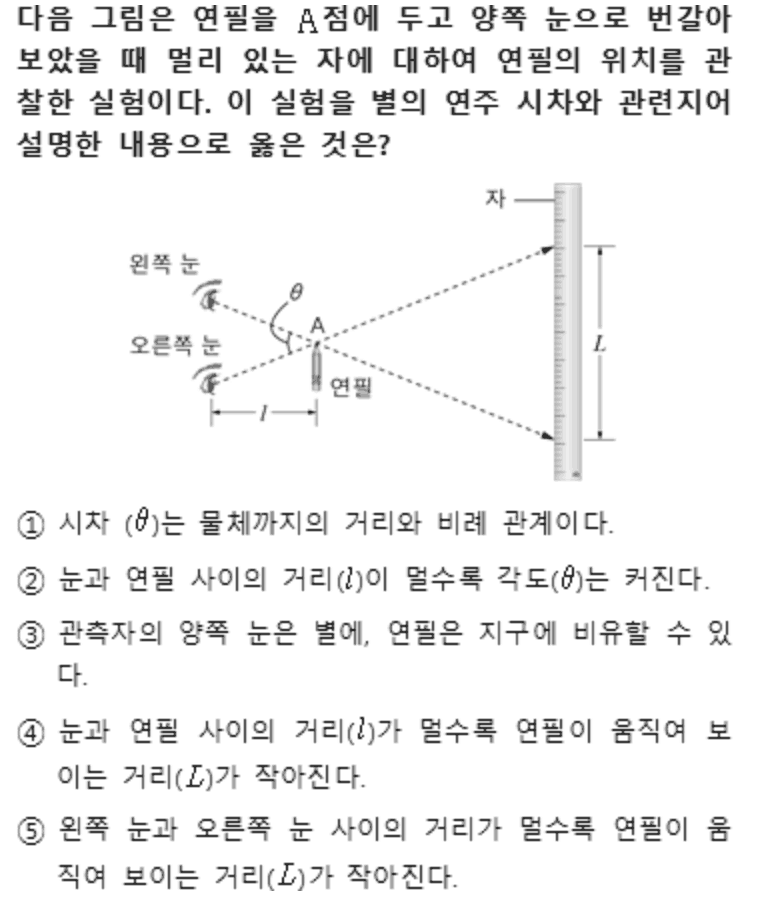 다음 그림은 연필을 A점에 두고 양쪽 눈으로 번갈아
보았을 때 멀리 있는 자에 대하여 연필의 위치를 관
찰한 실험이다. 이 실험을 별의 연주 시차와 관련지어
설명한 내용으로 옳은 것은?
자
왼쪽 눈
θ
A
오른쪽 눈
L
연필
l
① 시차 (θ)는 물체까지의 거리와 비례 관계이다.
② 눈과 연필 사이의 거리(l)이 멀수록 각도(θ)는 커진다.
③ 관측자의 양쪽 눈은 별에, 연필은 지구에 비유할 수 있
다.
④ 눈과 연필 사이의 거리(l)가 멀수록 연필이 움직여 보
이는 거리(L)가 작아진다.
⑤ 왼쪽 눈과 오른쪽 눈 사이의 거리가 멀수록 연필이 움
직여 보이는 거리(L)가 작아진다.